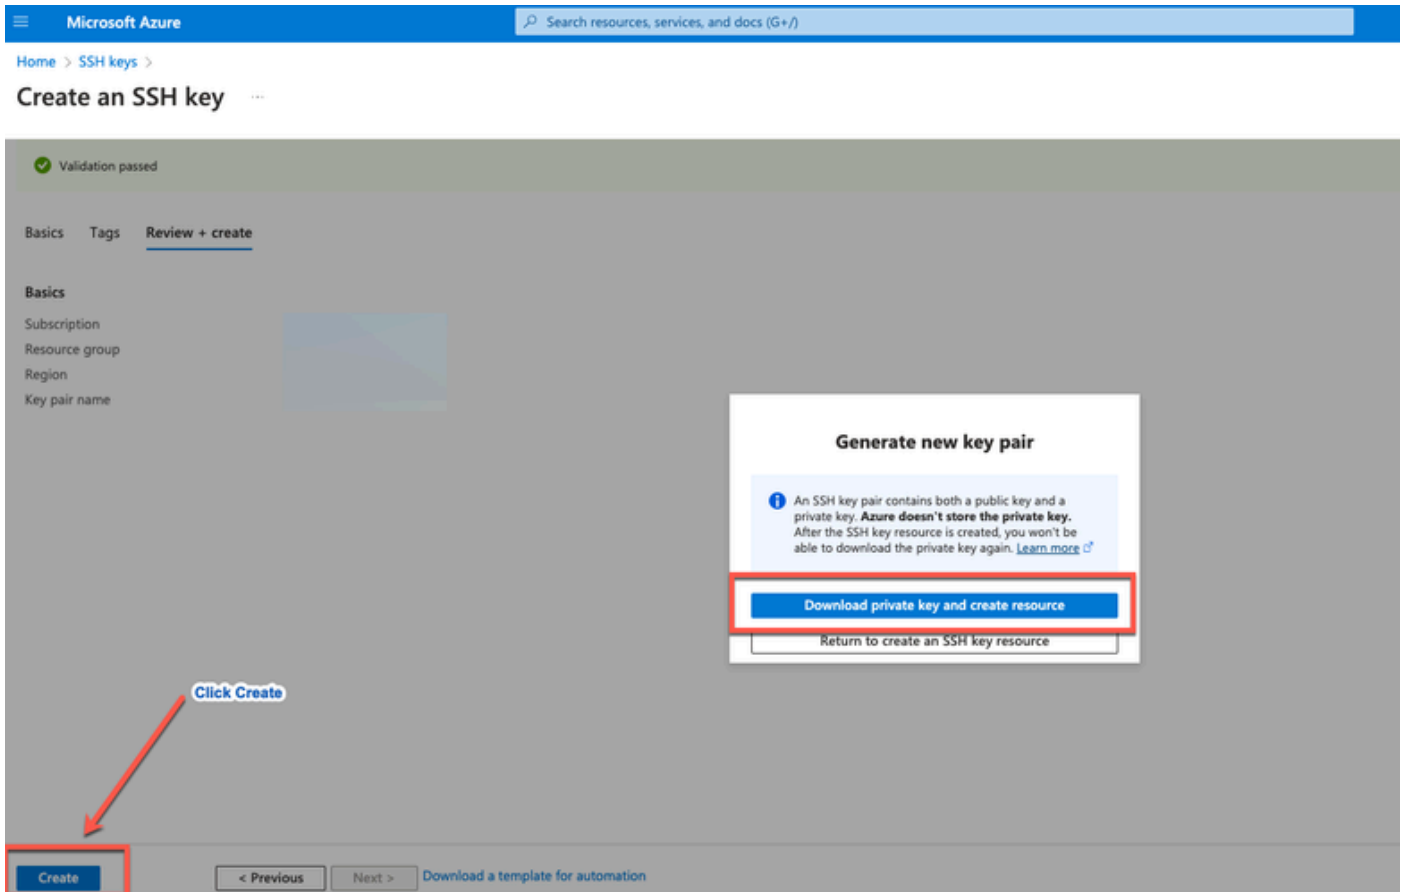 Microsoft Azure
Search resources, services, and docs (G+/)
Home > SSH keys >
Create an SSH key ...
Validation passed
Basics Tags Review + create
Basics
Subscription
Resource group
Region
Key pair name
Generate new key pair
An SSH key pair contains both a public key and a
private key. Azure doesn't store the private key.
After the SSH key resource is created, you won't be
able to download the private key again. Learn more
Download private key and create resource
Return to create an SSH key resource
Click Create
Create
< Previous
Next >
Download a template for automation